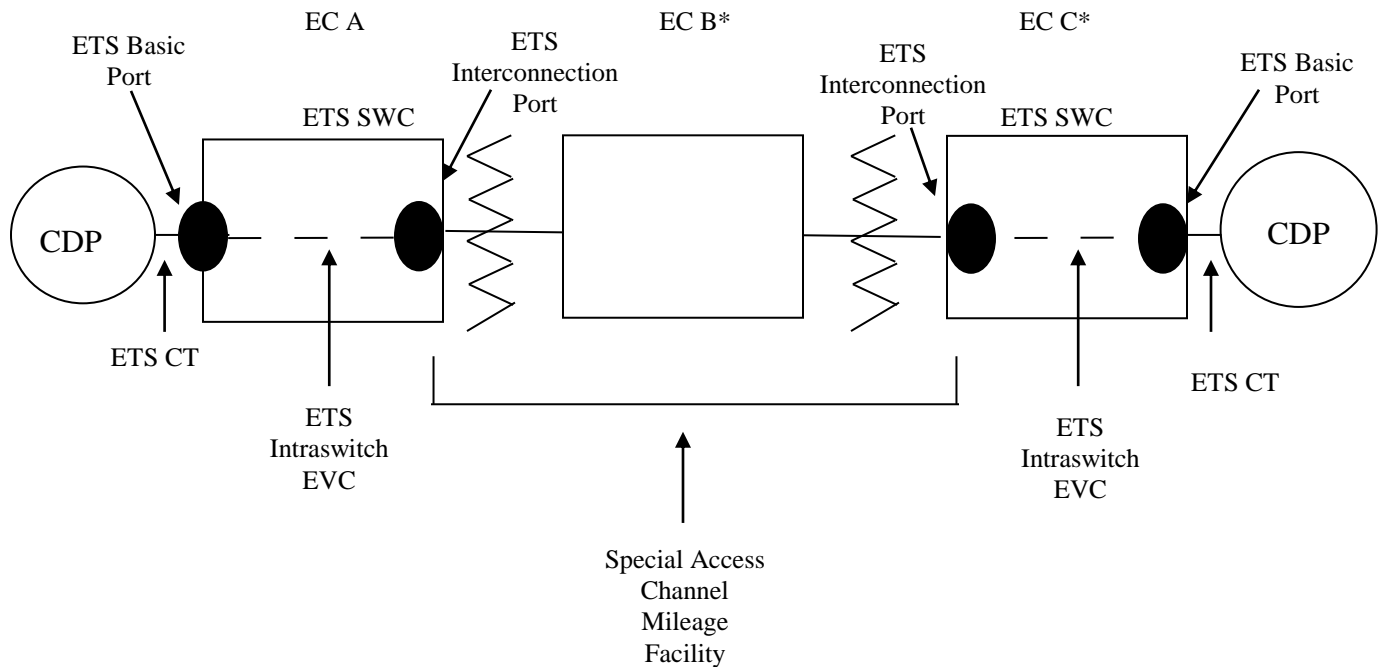 EC A
EC B*
EC C*
ETS Basic
Port
ETS
Interconnection
Port
ETS
Interconnection
Port
ETS Basic
Port
ETS SWC
ETS SWC
CDP
CDP
ETS CT
ETS CT
ETS
Intraswitch
EVC
ETS
Intraswitch
EVC
Special Access
Channel
Mileage
Facility